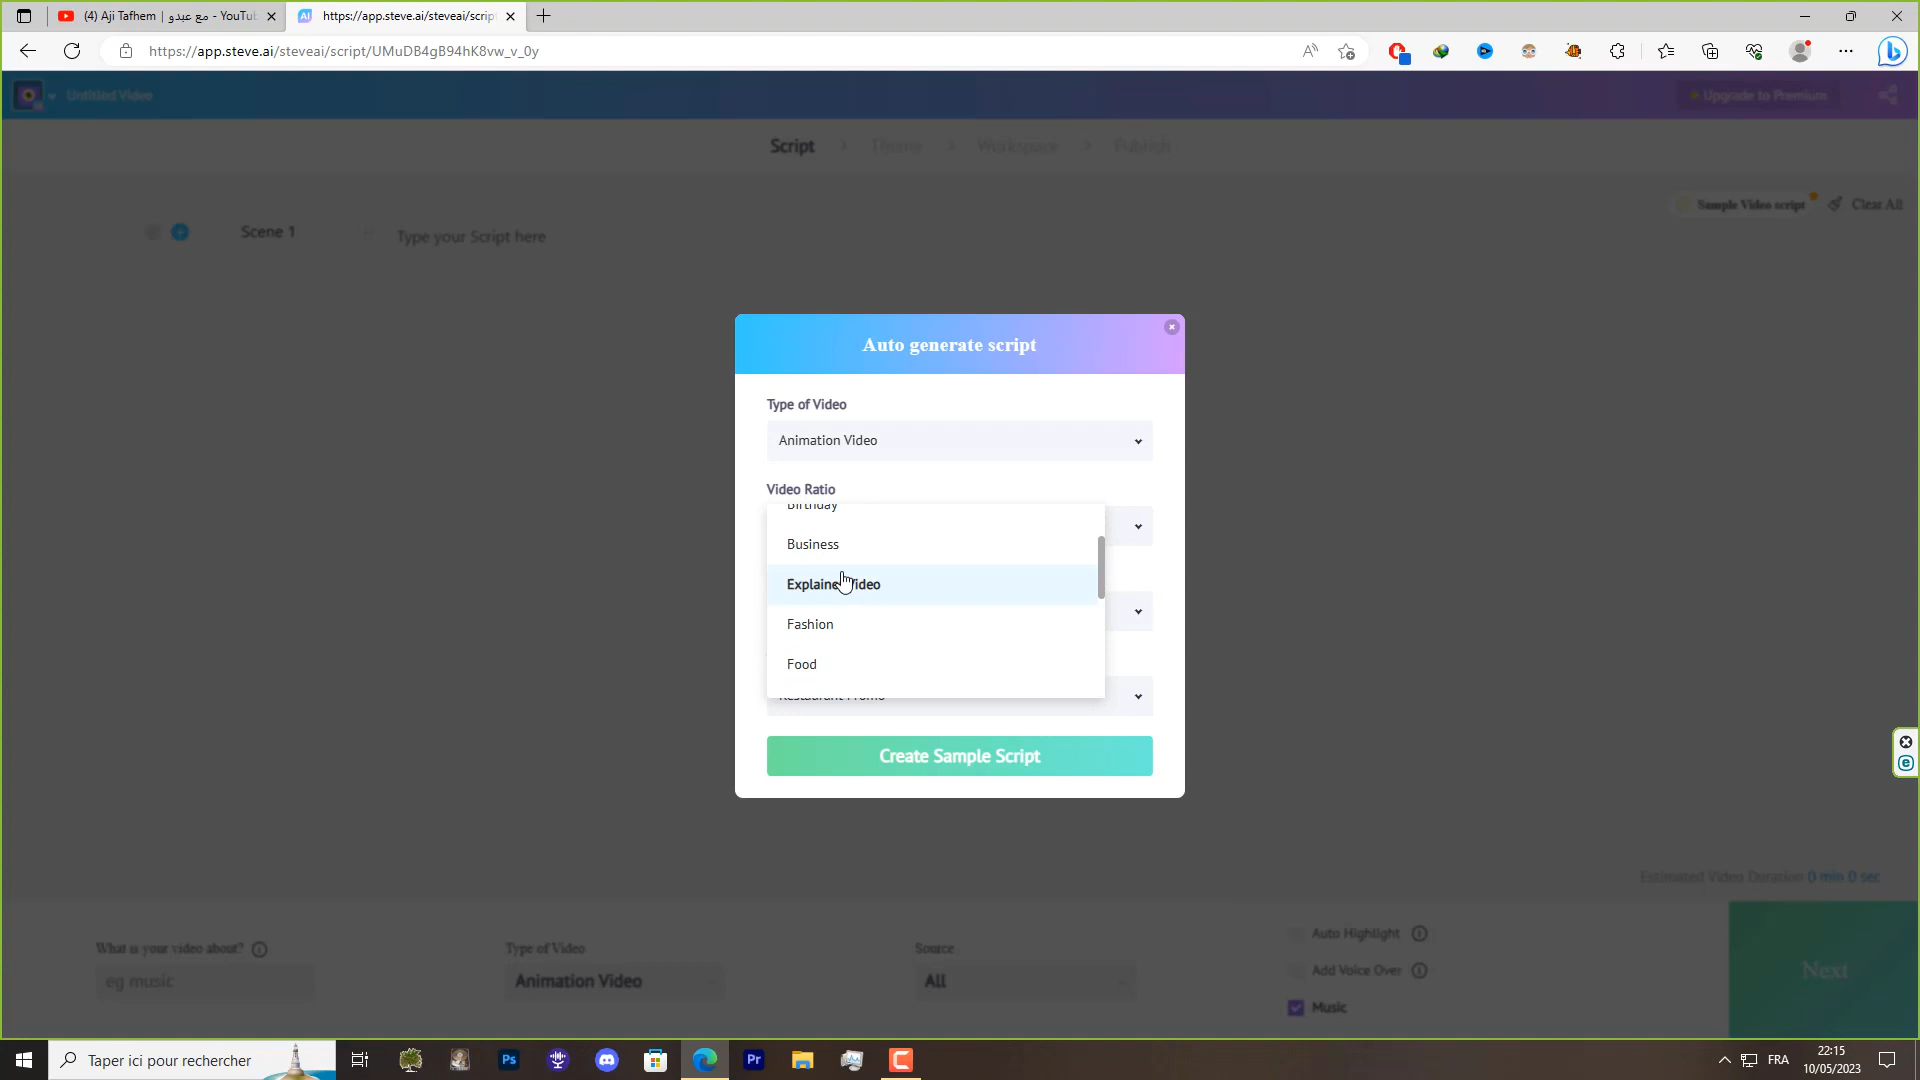 (4) Aji Tafhem | مع عبدو - YouTub
https://app.steve.ai/steveai/scrip
https://app.steve.ai/steveai/script/UMuDB4gB94hK8vw_v_0y
Untitled Video
Upgrade to Premium
Script
Theme
Workspace
Publish
Sample Video script
Clear All
Scene 1
Type your Script here
Auto generate script
Type of Video
Animation Video
Video Ratio
Birthday
Business
Explainer Video
Fashion
Food
Restaurant Promo
Create Sample Script
Estimated Video Duration 0 min 0 sec
What is your video about?
eg music
Type of Video
Animation Video
Source
All
Auto Highlight
Add Voice Over
Music
Next
Taper ici pour rechercher
Ps
Pr
FRA
22:15
10/05/2023